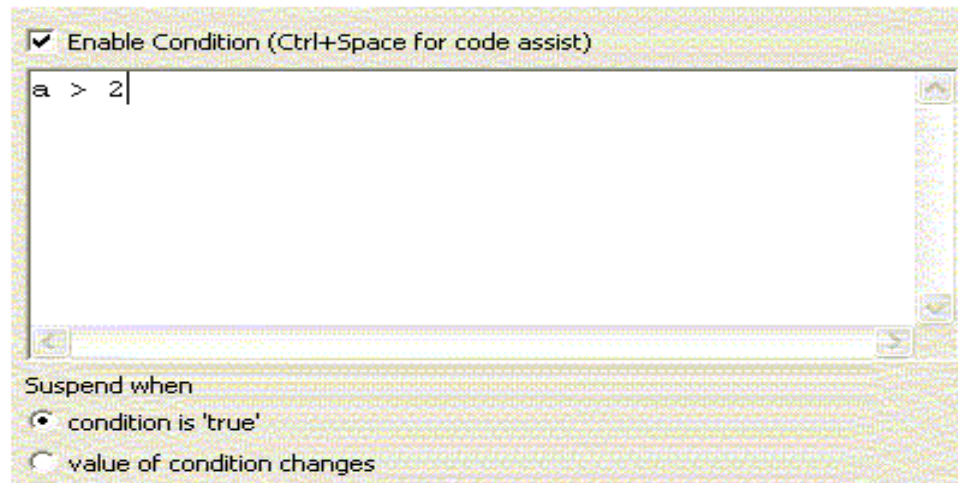 Enable Condition (Ctrl+Space for code assist)
a > 2
Suspend when
condition is 'true'
value of condition changes